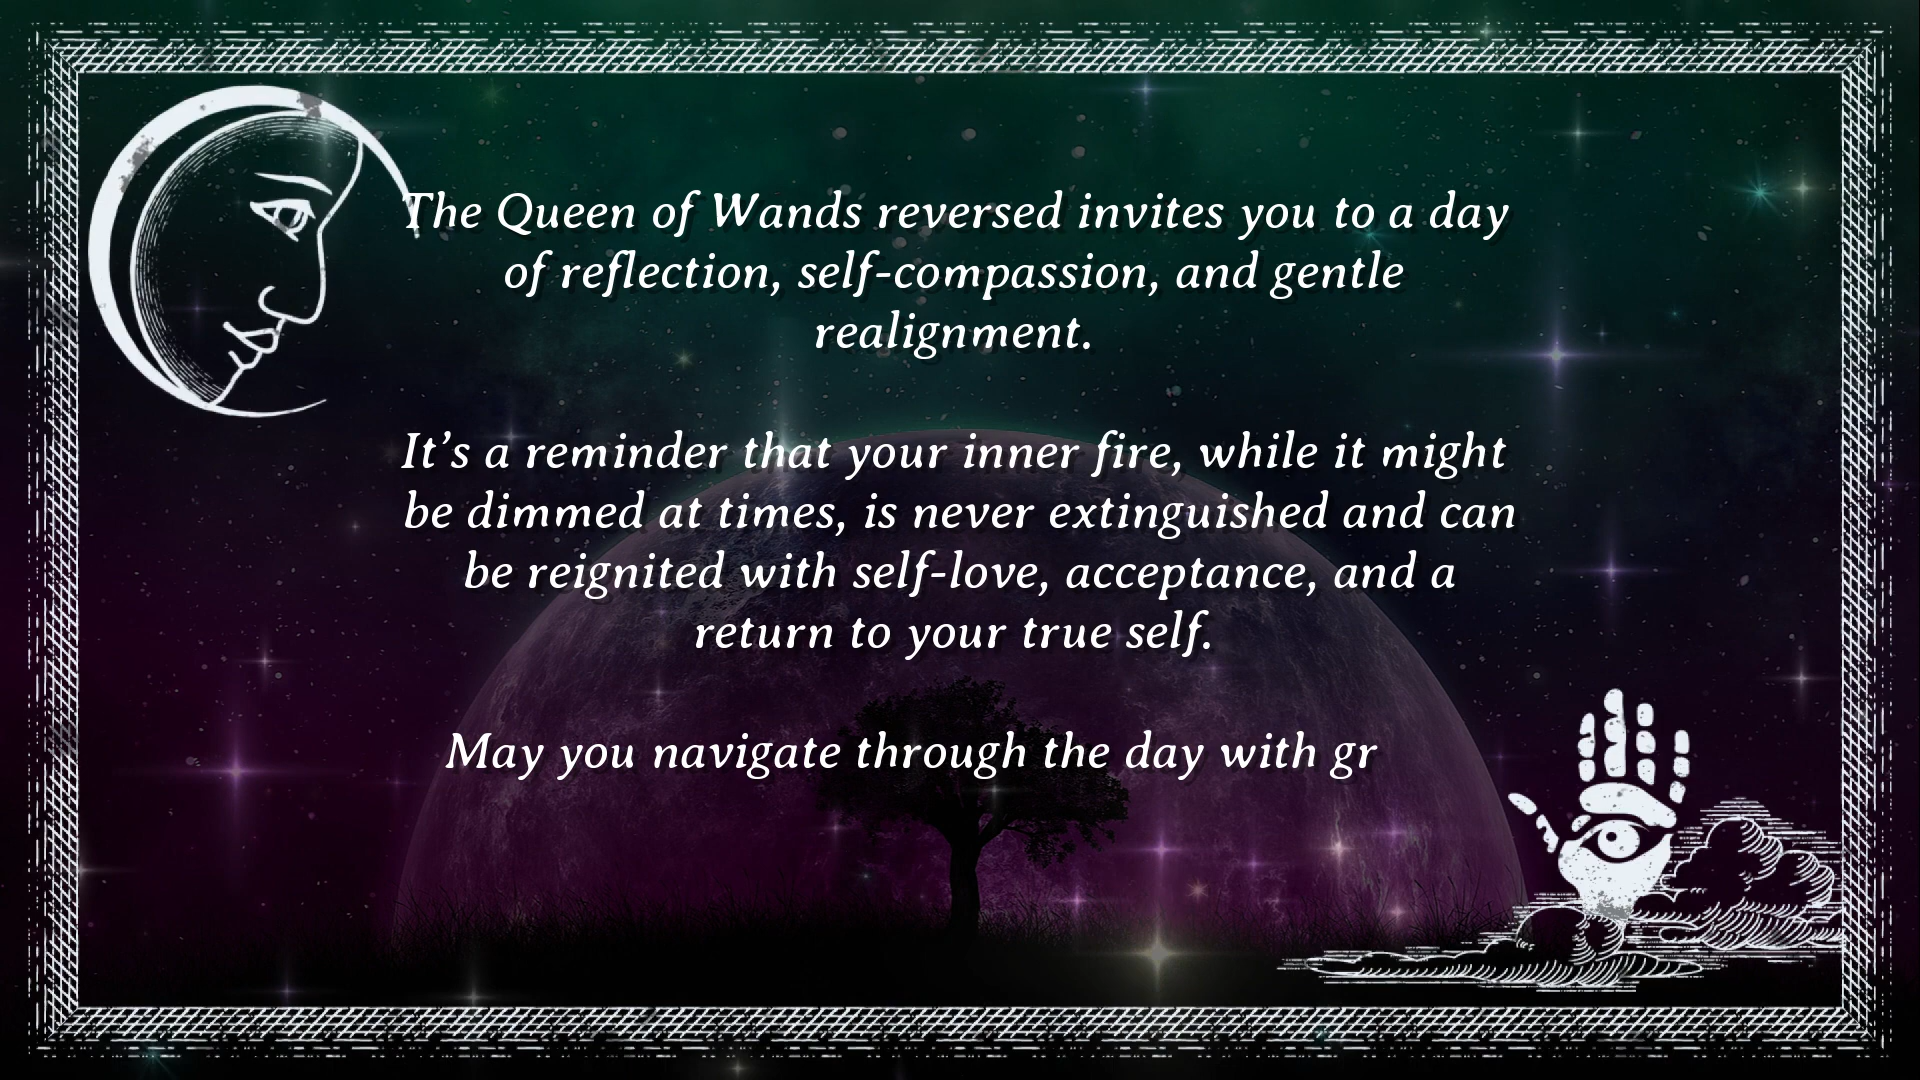 The Queen of Wands reversed invites you to a day
of reflection, self-compassion, and gentle
realignment.
It’s a reminder that your inner fire, while it might
be dimmed at times, is never extinguished and can
be reignited with self-love, acceptance, and a
return to your true self.
May you navigate through the day with gr